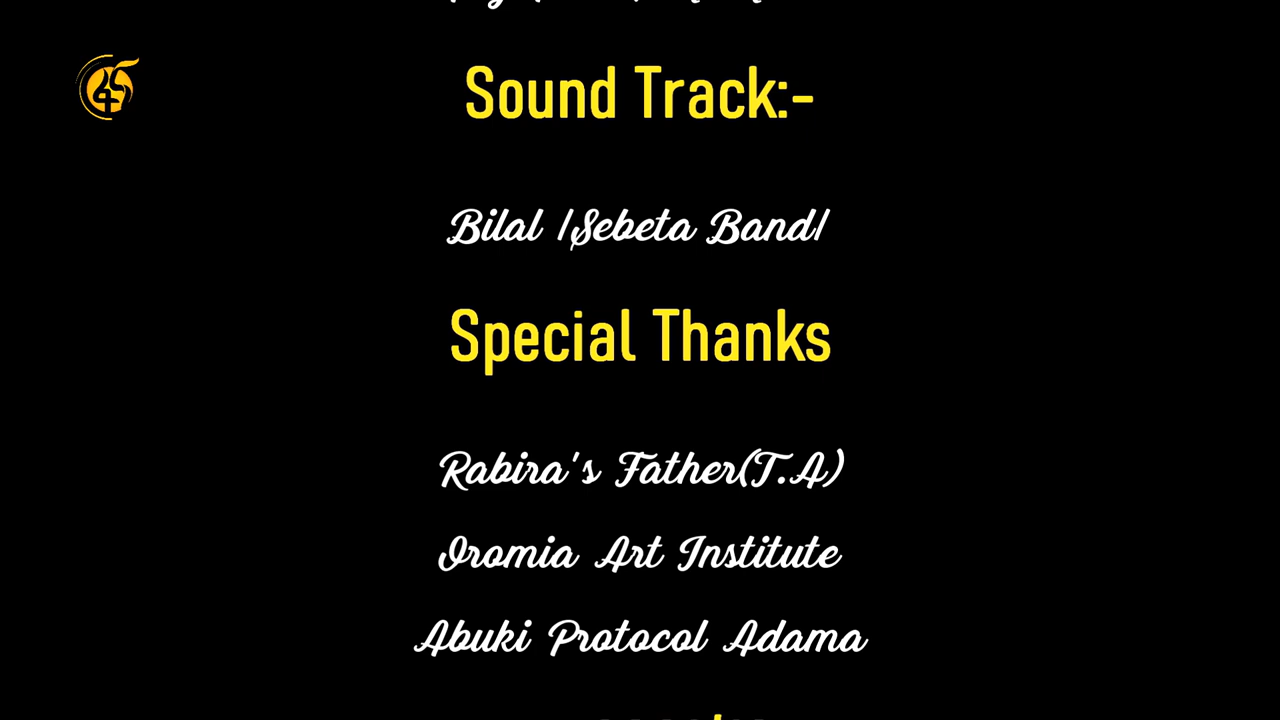 Sound Track:-
Bilal /Sebeta Band/
Special Thanks
Rabira's Father(T.A)
Oromia Art Institute
Abuki Protocol Adama